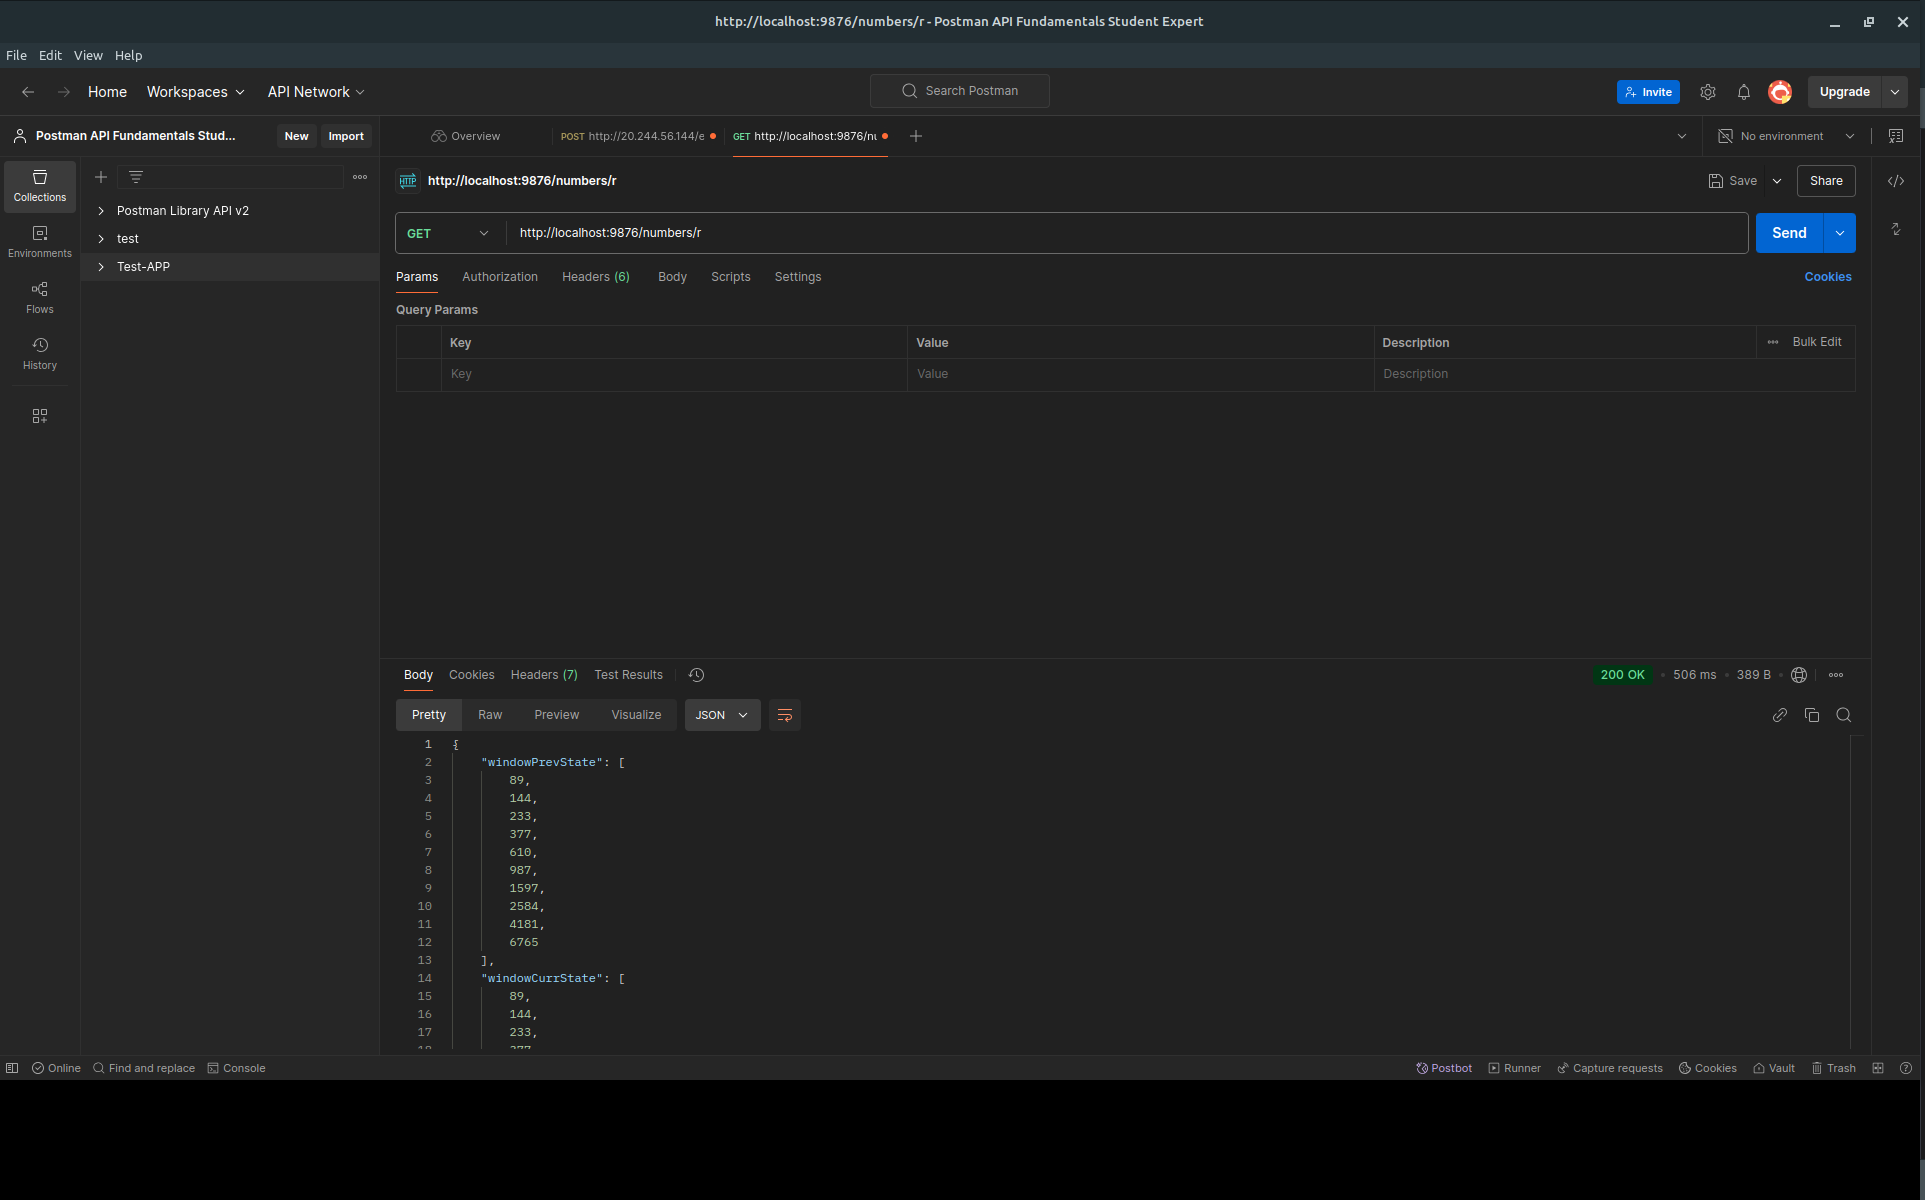 http://localhost:9876/numbers/r - Postman API Fundamentals Student Expert
File Edit View Help
Home Workspaces API Network Search Postman Invite Upgrade
Postman API Fundamentals Stud... New Import Overview POST http://20.244.56.144/e GET http://localhost:9876/nu No environment
Collections
Environments
Flows
History
Postman Library API v2
test
Test-APP
HTTP http://localhost:9876/numbers/r Save Share
GET http://localhost:9876/numbers/r Send
Params Authorization Headers (6) Body Scripts Settings Cookies
Query Params
Key Value Description Bulk Edit
Key Value Description
Body Cookies Headers (7) Test Results 200 OK 506 ms 389 B
Pretty Raw Preview Visualize JSON
1 {
2 "windowPrevState": [
3 89,
4 144,
5 233,
6 377,
7 610,
8 987,
9 1597,
10 2584,
11 4181,
12 6765
13 ],
14 "windowCurrState": [
15 89,
16 144,
17 233,
18 377,
Online Find and replace Console Postbot Runner Capture requests Cookies Vault Trash